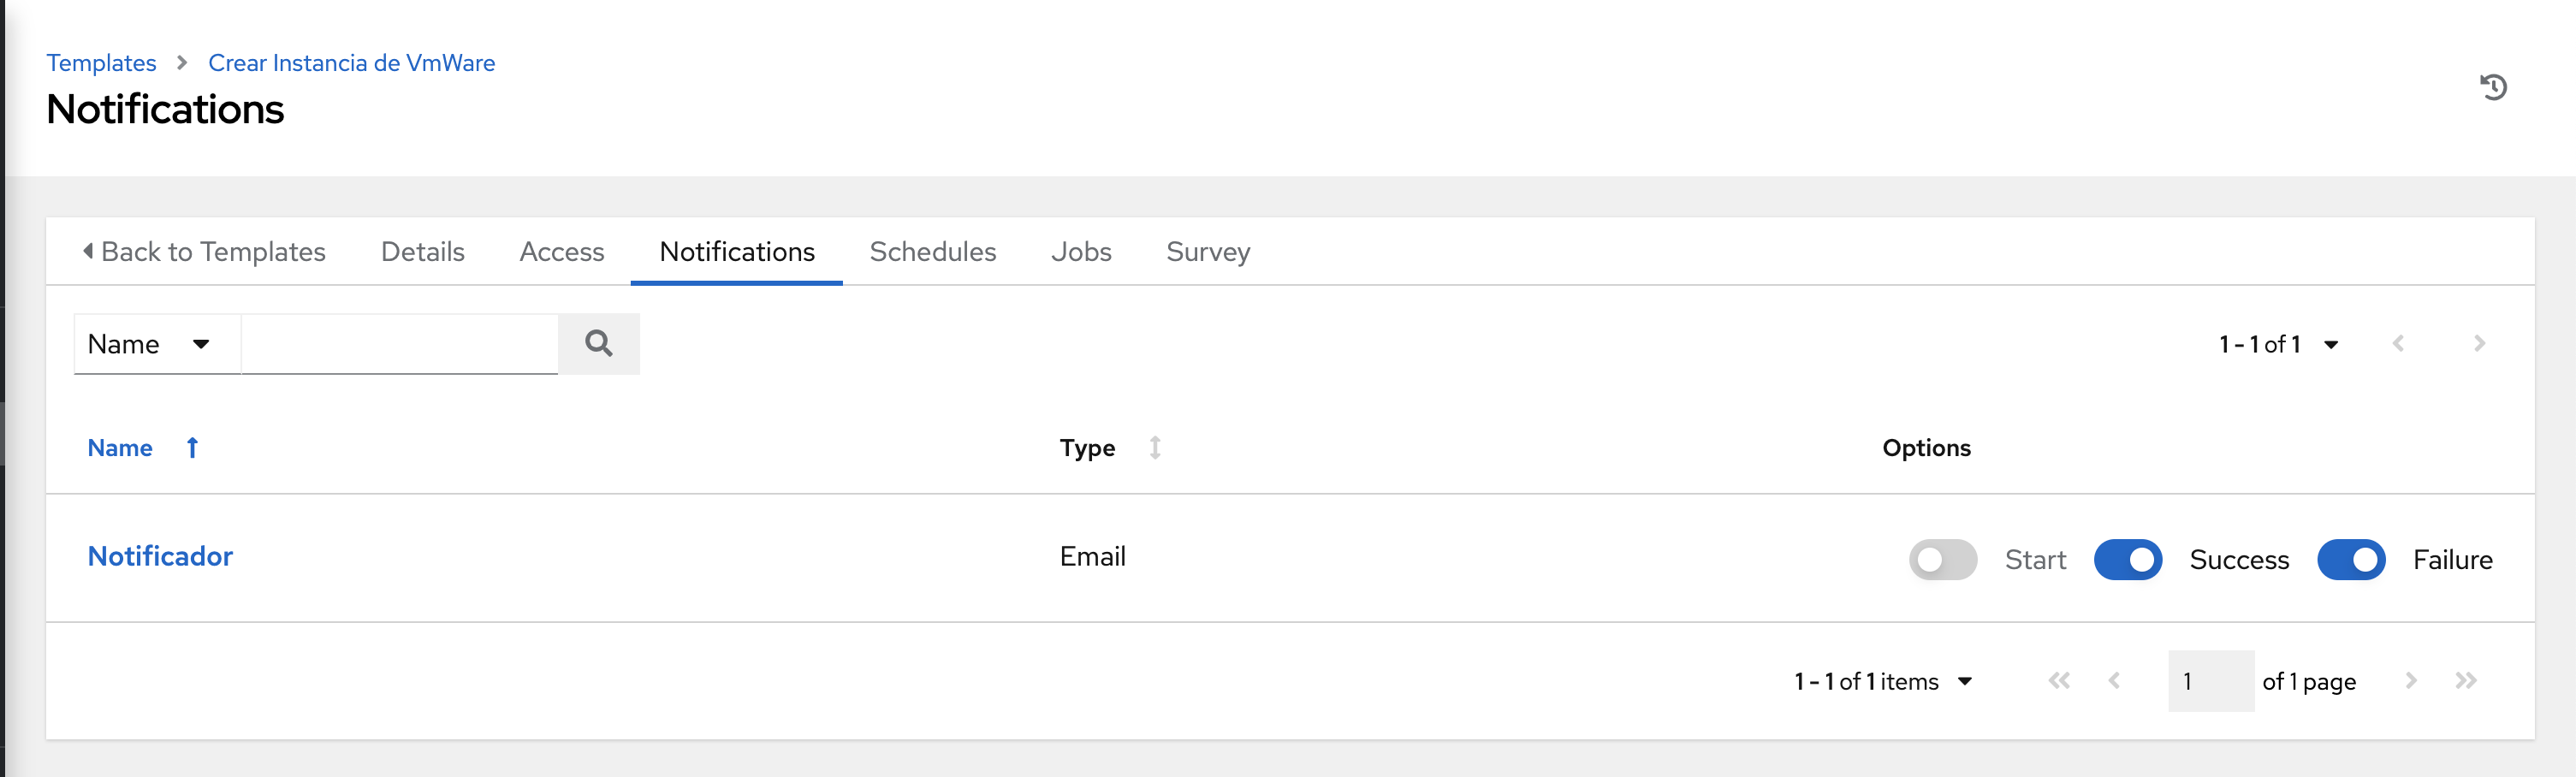 Templates Crear Instancia de VmWare
Notifications
Back to Templates Details Access Notifications Schedules Jobs Survey
Name 1 - 1 of 1
Name Type Options
Notificador Email Start Success Failure
1 - 1 of 1 items 1 of 1 page